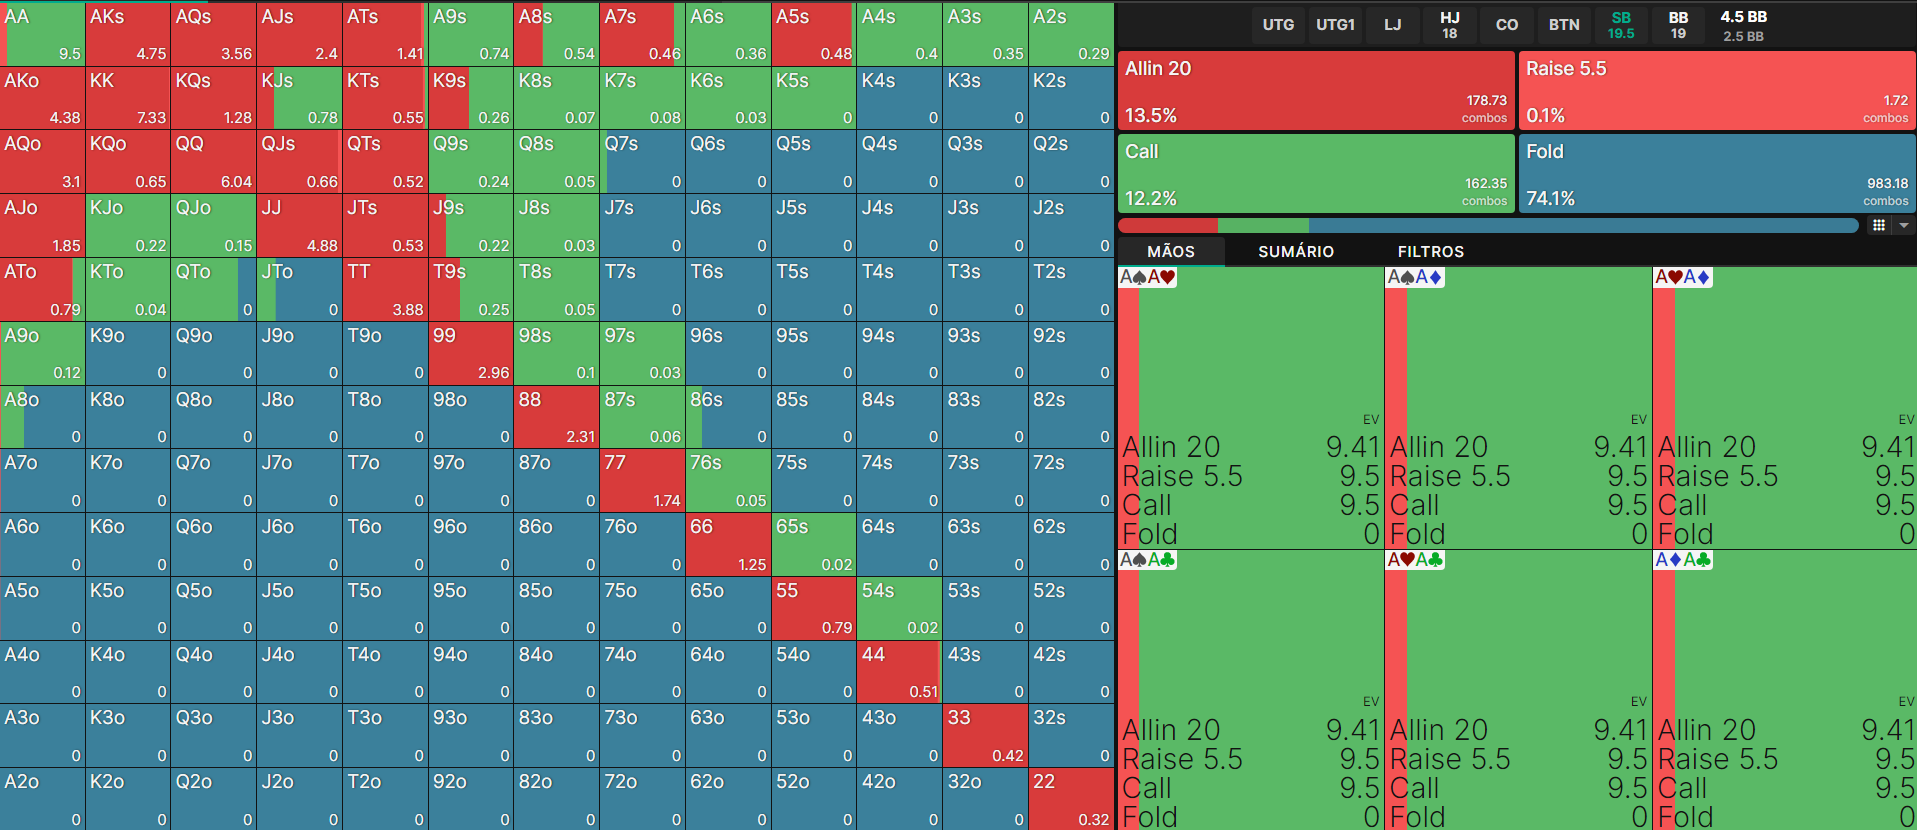 AA AKs AQs AJs ATs A9s A8s A7s A6s A5s A4s A3s A2s
9.5 4.75 3.56 2.4 1.41 0.74 0.54 0.46 0.36 0.48 0.4 0.35 0.29
AKo KK KQs KJs KTs K9s K8s K7s K6s K5s K4s K3s K2s
4.38 7.33 1.28 0.78 0.55 0.26 0.07 0.08 0.03 0 0 0 0
AQo KQo QQ QJs QTs Q9s Q8s Q7s Q6s Q5s Q4s Q3s Q2s
3.1 0.65 6.04 0.66 0.52 0.24 0.05 0 0 0 0 0 0
AJo KJo QJo JJ JTs J9s J8s J7s J6s J5s J4s J3s J2s
1.85 0.22 0.15 4.88 0.53 0.22 0.03 0 0 0 0 0 0
ATo KTo QTo JTo TT T9s T8s T7s T6s T5s T4s T3s T2s
0.79 0.04 0 0 3.88 0.25 0.05 0 0 0 0 0 0
A9o K9o Q9o J9o T9o 99 98s 97s 96s 95s 94s 93s 92s
0.12 0 0 0 0 2.96 0.1 0.03 0 0 0 0 0
A8o K8o Q8o J8o T8o 98o 88 87s 86s 85s 84s 83s 82s
0 0 0 0 0 0 2.31 0.06 0 0 0 0 0
A7o K7o Q7o J7o T7o 97o 87o 77 76s 75s 74s 73s 72s
0 0 0 0 0 0 0 1.74 0.05 0 0 0 0
A6o K6o Q6o J6o T6o 96o 86o 76o 66 65s 64s 63s 62s
0 0 0 0 0 0 0 0 1.25 0.02 0 0 0
A5o K5o Q5o J5o T5o 95o 85o 75o 65o 55 54s 53s 52s
0 0 0 0 0 0 0 0 0 0.79 0.02 0 0
A4o K4o Q4o J4o T4o 94o 84o 74o 64o 54o 44 43s 42s
0 0 0 0 0 0 0 0 0 0 0.51 0 0
A3o K3o Q3o J3o T3o 93o 83o 73o 63o 53o 43o 33 32s
0 0 0 0 0 0 0 0 0 0 0 0.42 0
A2o K2o Q2o J2o T2o 92o 82o 72o 62o 52o 42o 32o 22
0 0 0 0 0 0 0 0 0 0 0 0 0.32
UTG UTG1 LJ HJ CO BTN SB BB 4.5 BB
18 19.5 19 2.5 BB
Allin 20 Raise 5.5
178.73 1.72
13.5% combos 0.1% combos
Call Fold
162.35 983.18
12.2% combos 74.1% combos
MÃOS SUMÁRIO FILTROS
A♠A♥ A♠A♦ A♥A♦
EV EV EV
Allin 20 9.41 Allin 20 9.41 Allin 20 9.41
Raise 5.5 9.5 Raise 5.5 9.5 Raise 5.5 9.5
Call 9.5 Call 9.5 Call 9.5
Fold 0 Fold 0 Fold 0
A♠A♣ A♥A♣ A♦A♣
EV EV EV
Allin 20 9.41 Allin 20 9.41 Allin 20 9.41
Raise 5.5 9.5 Raise 5.5 9.5 Raise 5.5 9.5
Call 9.5 Call 9.5 Call 9.5
Fold 0 Fold 0 Fold 0